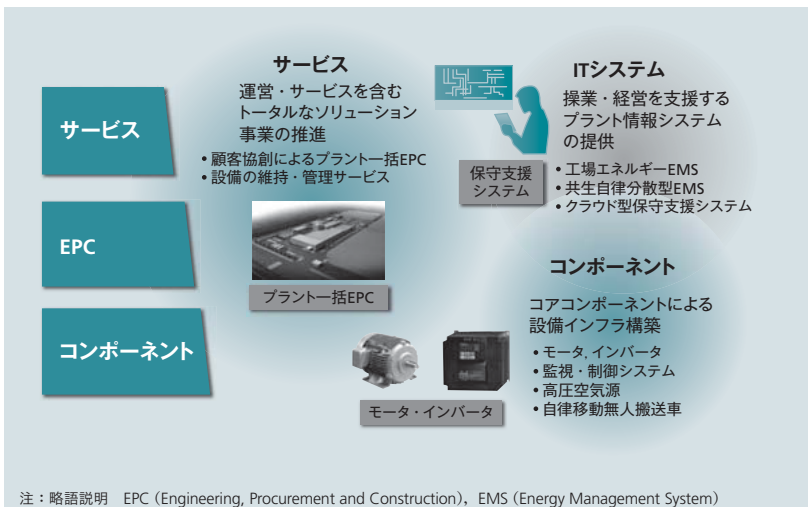 サービス
EPC
コンポーネント
サービス
運営・サービスを含む
トータルなソリューション
事業の推進
• 顧客協創によるプラント一括EPC
• 設備の維持・管理サービス
プラント一括EPC
ITシステム
操業・経営を支援する
プラント情報システム
の提供
保守支援
システム
• 工場エネルギーEMS
• 共生自律分散型EMS
• クラウド型保守支援システム
コンポーネント
コアコンポーネントによる
設備インフラ構築
• モータ, インバータ
• 監視・制御システム
• 高圧空気源
• 自律移動無人搬送車
モータ・インバータ
注：略語説明　EPC（Engineering, Procurement and Construction），EMS（Energy Management System）